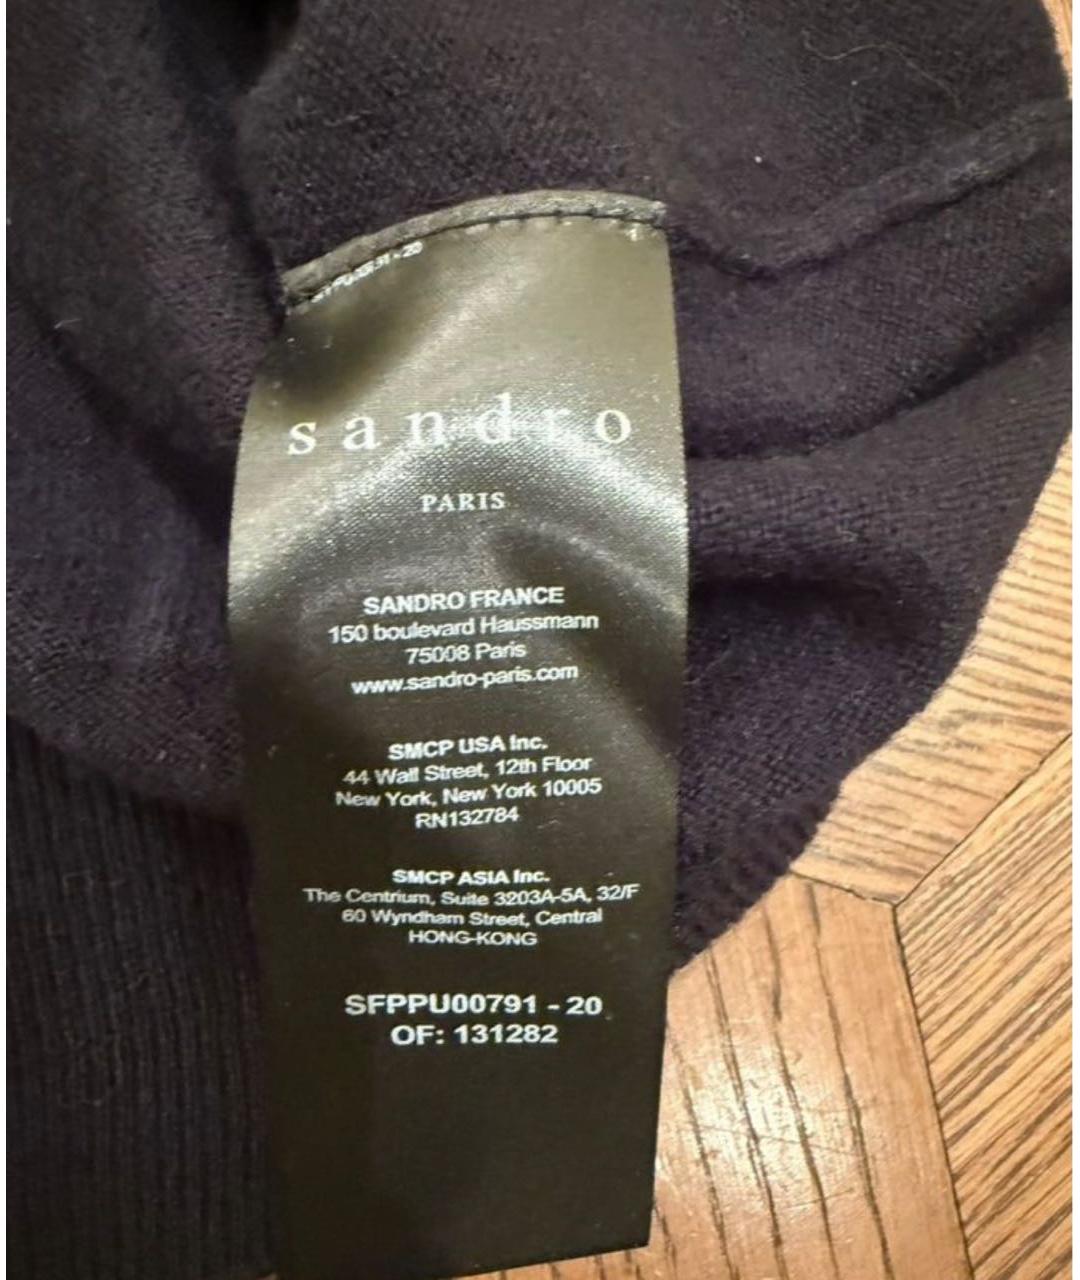 sandro
PARIS
SANDRO FRANCE
150 boulevard Haussmann
75008 Paris
www.sandro-paris.com
SMCP USA Inc.
44 Wall Street, 12th Floor
New York, New York 10005
RN132784
SMCP ASIA Inc.
The Centrium, Suite 3203A-5A, 32/F
60 Wyndham Street, Central
HONG-KONG
SFPPU00791 - 20
OF: 131282